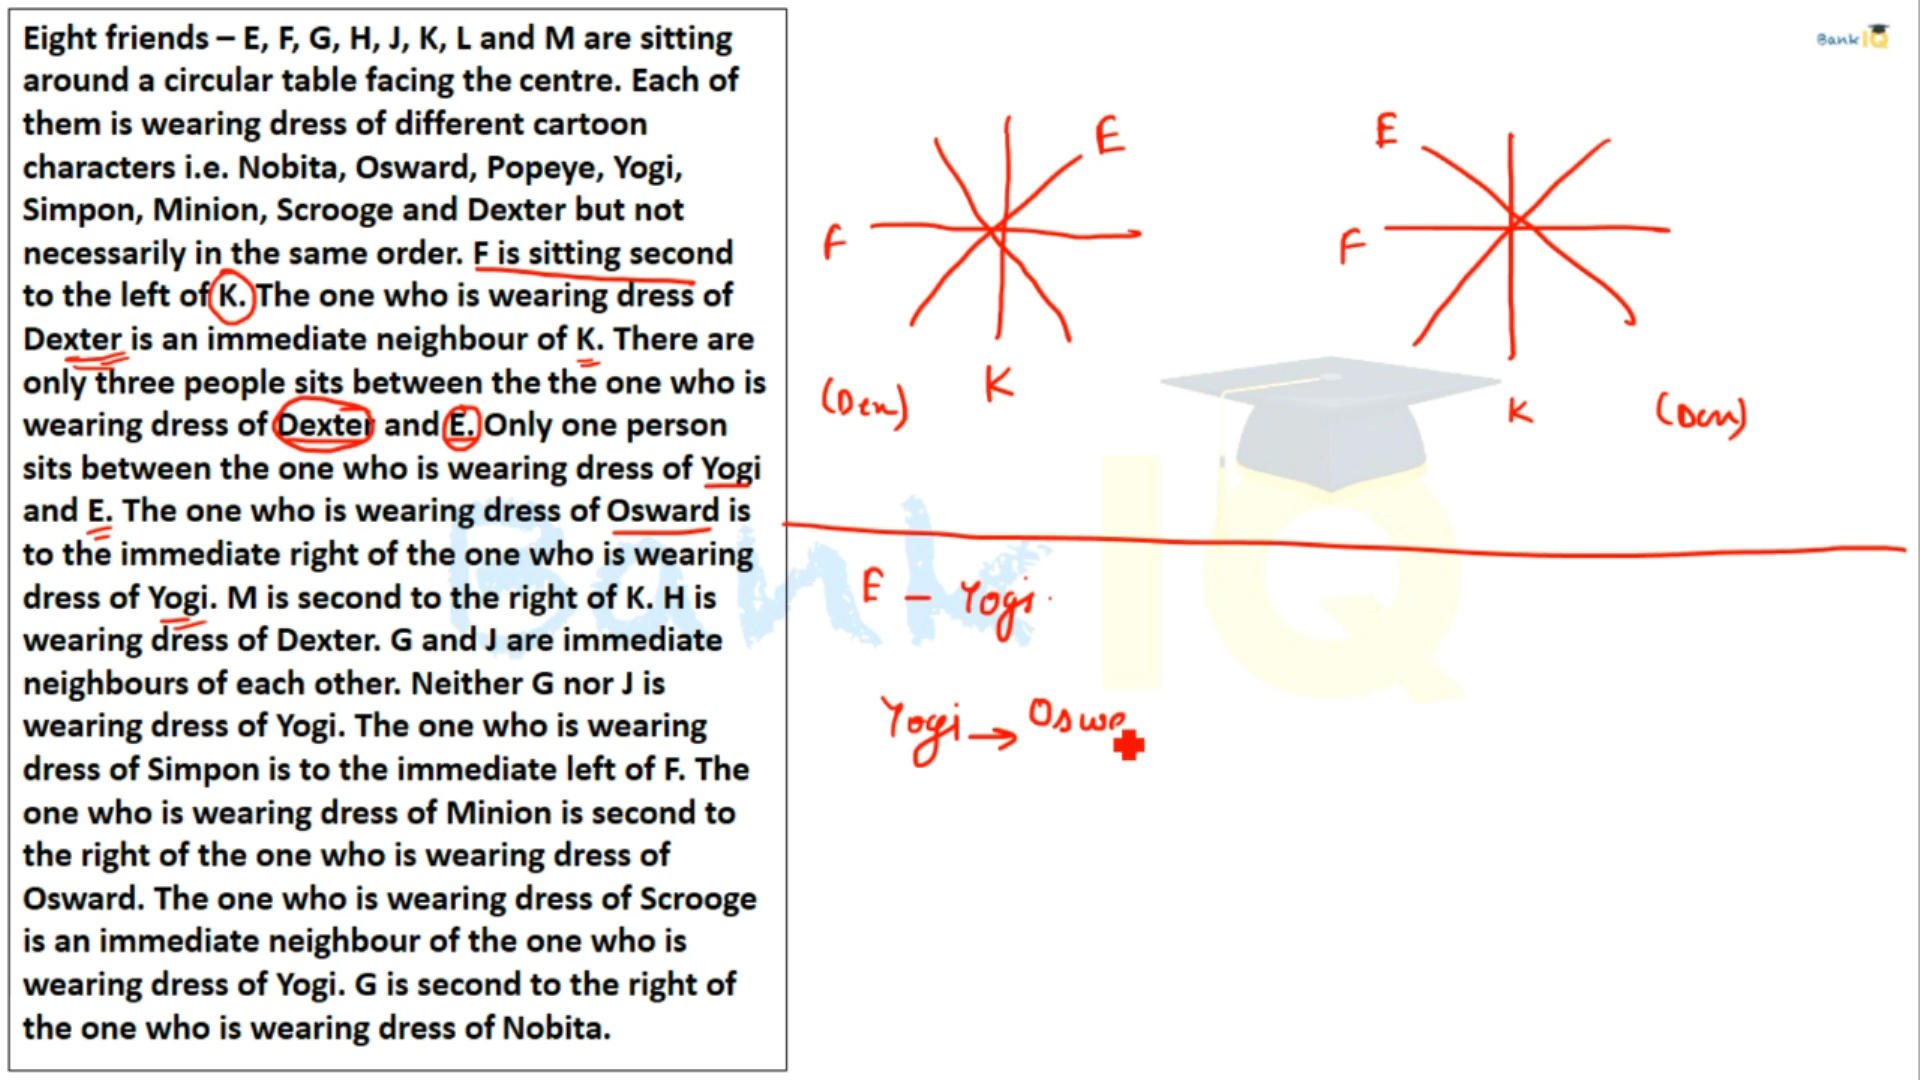 Eight friends – E, F, G, H, J, K, L and M are sitting
around a circular table facing the centre. Each of
them is wearing dress of different cartoon
characters i.e. Nobita, Osward, Popeye, Yogi,
Simpon, Minion, Scrooge and Dexter but not
necessarily in the same order. F is sitting second
to the left of K. The one who is wearing dress of
Dexter is an immediate neighbour of K. There are
only three people sits between the the one who is
wearing dress of Dexter and E. Only one person
sits between the one who is wearing dress of Yogi
and E. The one who is wearing dress of Osward is
to the immediate right of the one who is wearing
dress of Yogi. M is second to the right of K. H is
wearing dress of Dexter. G and J are immediate
neighbours of each other. Neither G nor J is
wearing dress of Yogi. The one who is wearing
dress of Simpon is to the immediate left of F. The
one who is wearing dress of Minion is second to
the right of the one who is wearing dress of
Osward. The one who is wearing dress of Scrooge
is an immediate neighbour of the one who is
wearing dress of Yogi. G is second to the right of
the one who is wearing dress of Nobita.
Bank IQ
E
F
K
(Dex)
E
F
K
(Dex)
Bank IQ
E – Yogi
Yogi → Oswa